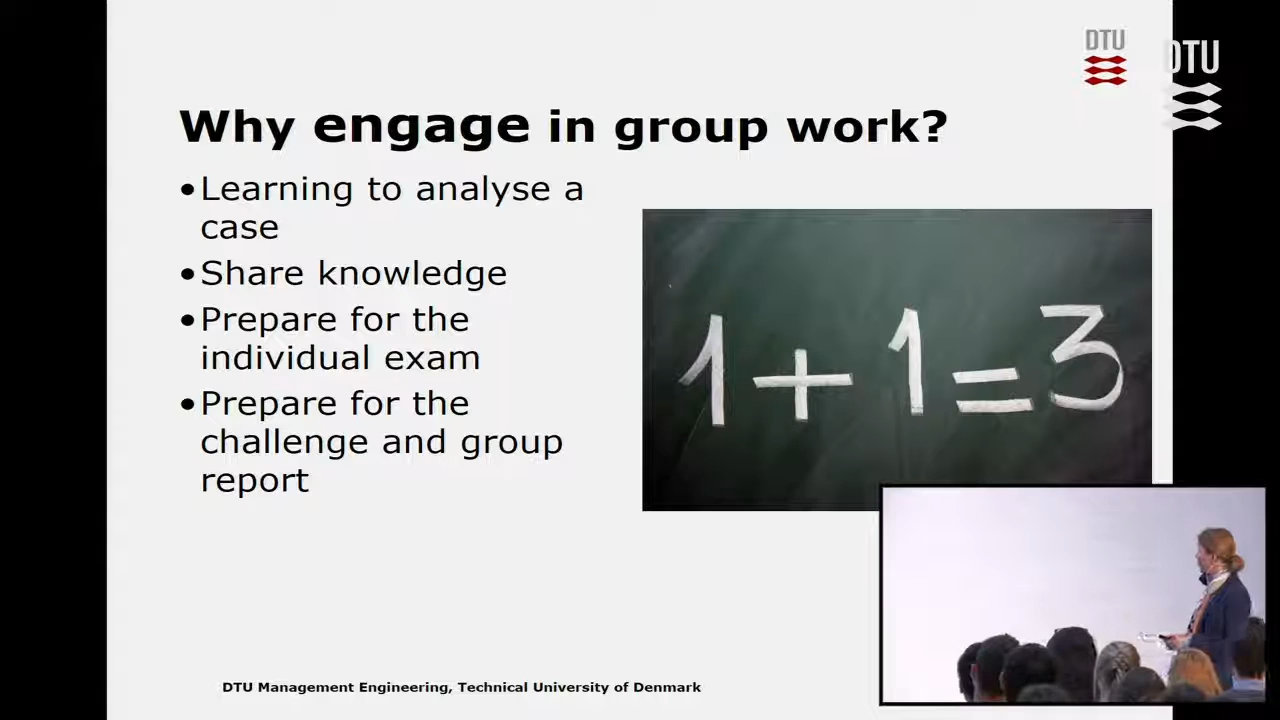 DTU
DTU
Why engage in group work?
•Learning to analyse a
case
•Share knowledge
•Prepare for the
individual exam
•Prepare for the
challenge and group
report
1+1=3
DTU Management Engineering, Technical University of Denmark